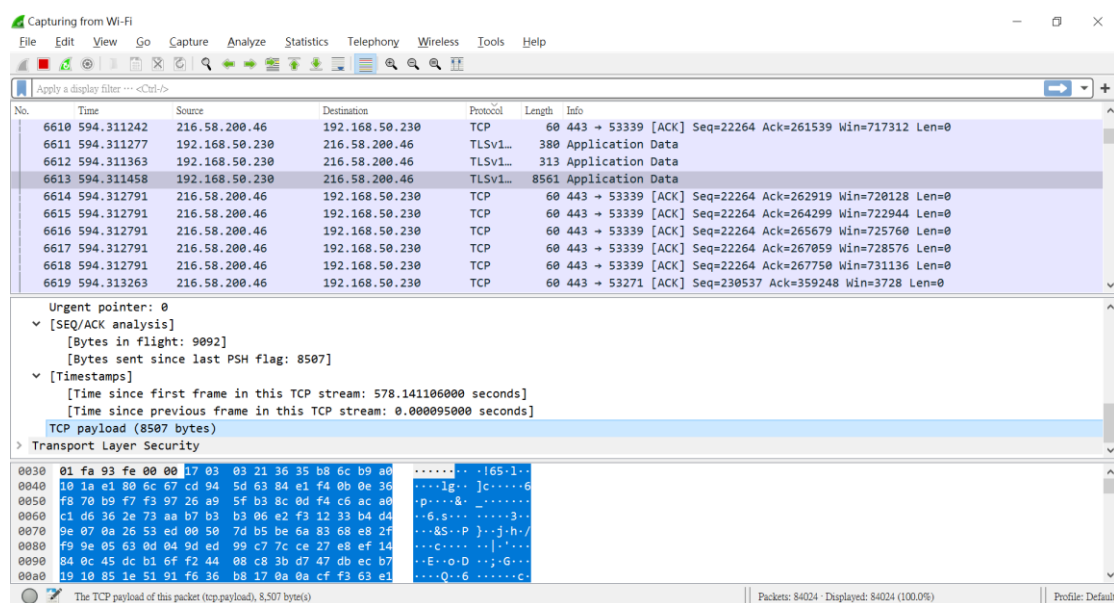 Capturing from Wi-Fi
File Edit View Go Capture Analyze Statistics Telephony Wireless Tools Help
Apply a display filter ··· <Ctrl-/>
No. Time Source Destination Protocol Length Info
6610 594.311242 216.58.200.46 192.168.50.230 TCP 60 443 → 53339 [ACK] Seq=22264 Ack=261539 Win=717312 Len=0
6611 594.311277 192.168.50.230 216.58.200.46 TLSv1… 380 Application Data
6612 594.311363 192.168.50.230 216.58.200.46 TLSv1… 313 Application Data
6613 594.311458 192.168.50.230 216.58.200.46 TLSv1… 8561 Application Data
6614 594.312791 216.58.200.46 192.168.50.230 TCP 60 443 → 53339 [ACK] Seq=22264 Ack=262919 Win=720128 Len=0
6615 594.312791 216.58.200.46 192.168.50.230 TCP 60 443 → 53339 [ACK] Seq=22264 Ack=264299 Win=722944 Len=0
6616 594.312791 216.58.200.46 192.168.50.230 TCP 60 443 → 53339 [ACK] Seq=22264 Ack=265679 Win=725760 Len=0
6617 594.312791 216.58.200.46 192.168.50.230 TCP 60 443 → 53339 [ACK] Seq=22264 Ack=267059 Win=728576 Len=0
6618 594.312791 216.58.200.46 192.168.50.230 TCP 60 443 → 53339 [ACK] Seq=22264 Ack=267750 Win=731136 Len=0
6619 594.313263 216.58.200.46 192.168.50.230 TCP 60 443 → 53271 [ACK] Seq=230537 Ack=359248 Win=3728 Len=0
Urgent pointer: 0
[SEQ/ACK analysis]
[Bytes in flight: 9092]
[Bytes sent since last PSH flag: 8507]
[Timestamps]
[Time since first frame in this TCP stream: 578.141106000 seconds]
[Time since previous frame in this TCP stream: 0.000095000 seconds]
TCP payload (8507 bytes)
Transport Layer Security
0030 01 fa 93 fe 00 00 17 03 03 21 36 35 b8 6c b9 a0 ········ ·!65·l··
0040 10 1a e1 80 6c 67 cd 94 5d 63 84 e1 f4 0b 0e 36 ····lg·· ]c·····6
0050 f8 70 b9 f7 f3 97 26 a9 5f b3 8c 0d f4 c6 ac a0 ·p····&· _·······
0060 c1 d6 36 2e 73 aa b7 b3 b3 06 e2 f3 12 33 b4 d4 ··6.s··· ·····3··
0070 9e 07 0a 26 53 ed 00 50 7d b5 be 6a 83 68 e8 2f ···&S··P }··j·h·/
0080 f9 9e 05 63 0d 04 9d ed 99 c7 7c ce 27 e8 ef 14 ···c···· ··|·'···
0090 84 0c 45 dc b1 6f f2 44 08 c8 3b d7 47 db ec b7 ··E··o·D ··;·G···
00a0 19 10 85 1e 51 91 f6 36 b8 17 0a 0a cf f3 63 e1 ····Q··6 ······c·
The TCP payload of this packet (tcp.payload), 8,507 byte(s) Packets: 84024 · Displayed: 84024 (100.0%) Profile: Default